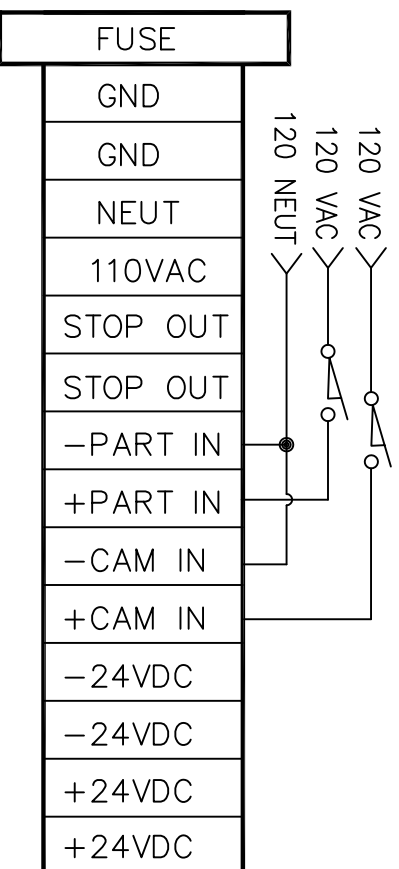 FUSE
GND
GND
NEUT
110VAC
STOP OUT
STOP OUT
-PART IN
+PART IN
-CAM IN
+CAM IN
-24VDC
-24VDC
+24VDC
+24VDC
120 NEUT
120 VAC
120 VAC